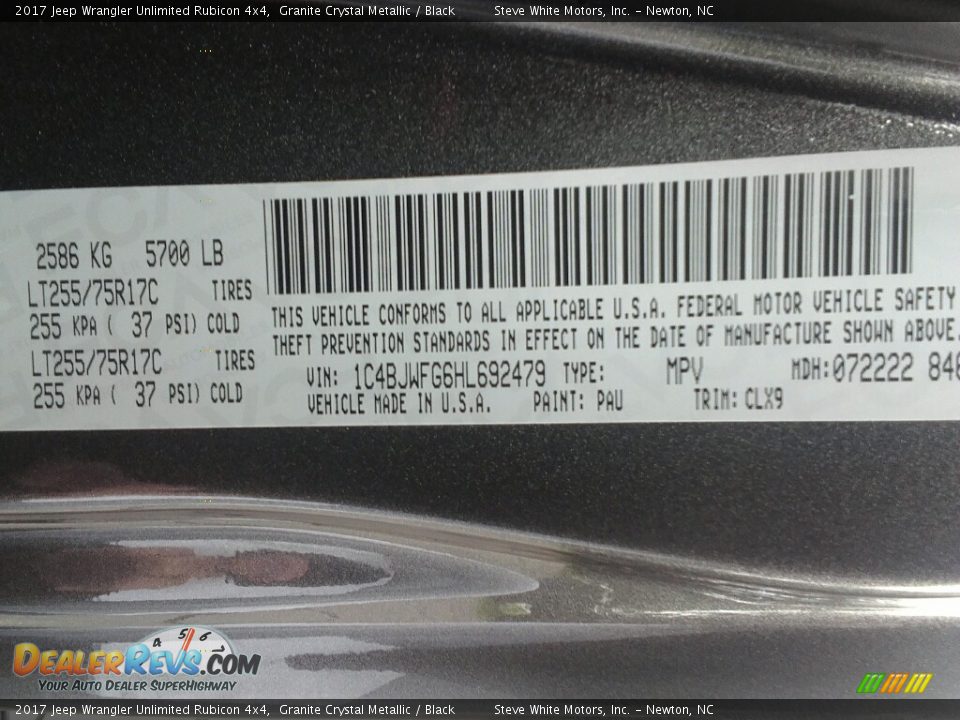 2017 Jeep Wrangler Unlimited Rubicon 4x4, Granite Crystal Metallic / Black Steve White Motors, Inc. - Newton, NC
2586 KG 5700 LB
LT255/75R17C TIRES
255 KPA ( 37 PSI) COLD
LT255/75R17C TIRES
255 KPA ( 37 PSI) COLD
THIS VEHICLE CONFORMS TO ALL APPLICABLE U.S.A. FEDERAL MOTOR VEHICLE SAFETY
THEFT PREVENTION STANDARDS IN EFFECT ON THE DATE OF MANUFACTURE SHOWN ABOVE.
VIN: 1C4BJWFG6HL692479 TYPE: MPV MDH:072222 846
VEHICLE MADE IN U.S.A. PAINT: PAU TRIM: CLX9
4 5 6
DEALERREVS.COM
YOUR AUTO DEALER SUPERHIGHWAY
2017 Jeep Wrangler Unlimited Rubicon 4x4, Granite Crystal Metallic / Black Steve White Motors, Inc. - Newton, NC